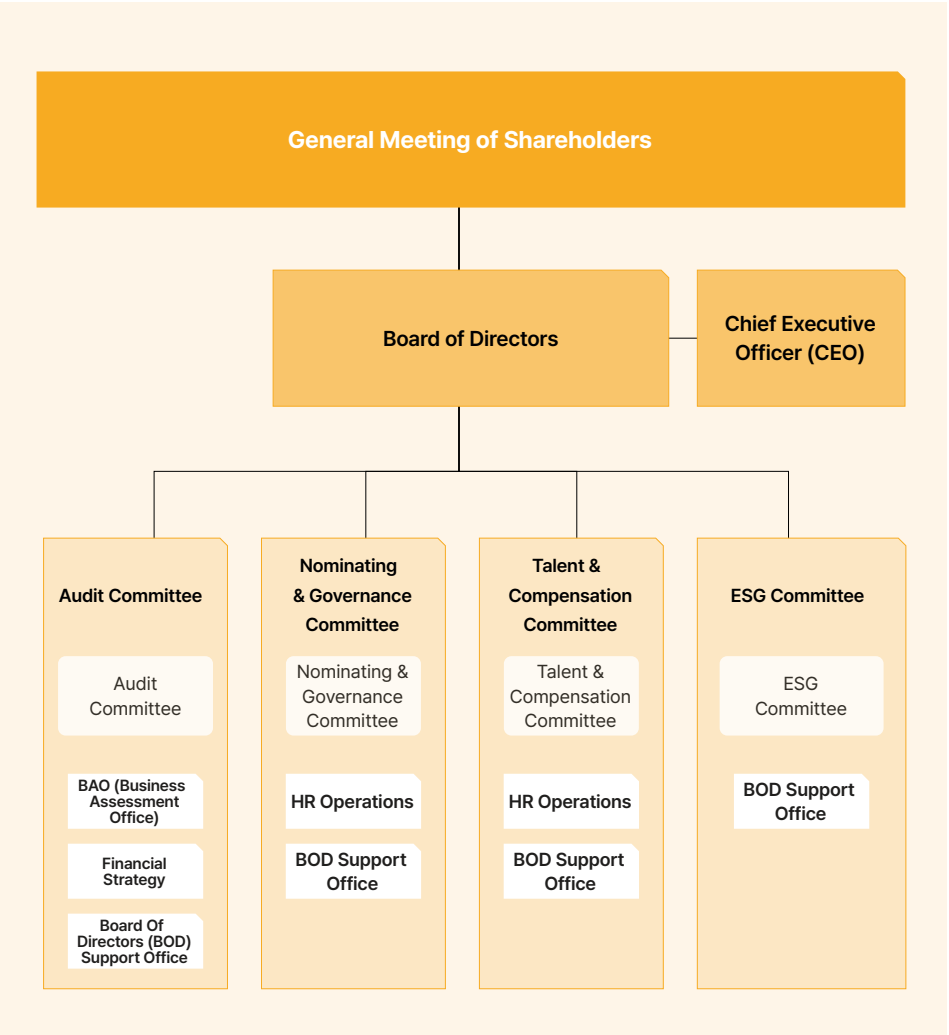 General Meeting of Shareholders
Board of Directors
Chief Executive
Officer (CEO)
Audit Committee
Audit
Committee
BAO (Business
Assessment
Office)
Financial
Strategy
Board Of
Directors (BOD)
Support Office
Nominating
& Governance
Committee
Nominating &
Governance
Committee
HR Operations
BOD Support
Office
Talent &
Compensation
Committee
Talent &
Compensation
Committee
HR Operations
BOD Support
Office
ESG Committee
ESG
Committee
BOD Support
Office